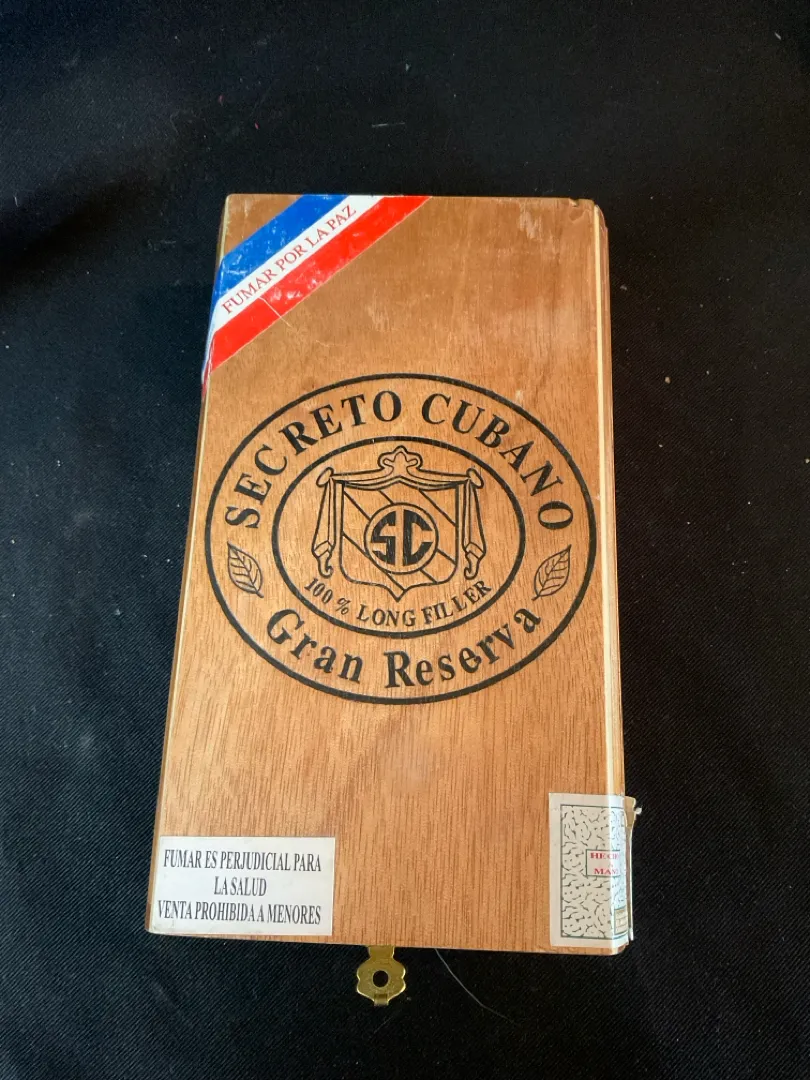 FUMAR POR LA PAZ
SECRETO CUBANO
SC
100 % LONG FILLER
Gran Reserva
FUMAR ES PERJUDICIAL PARA
LA SALUD
VENTA PROHIBIDA A MENORES